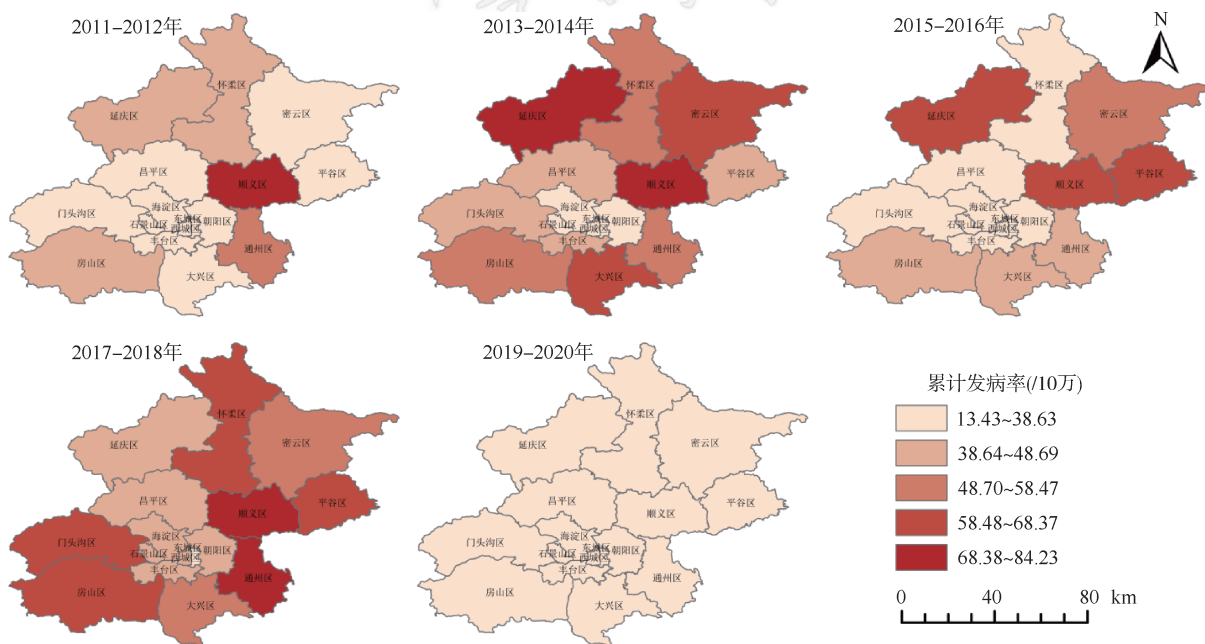 2011–2012年
怀柔区
延庆区
密云区
昌平区
顺义区
平谷区
门头沟区
海淀区
石景山区
东城区
西城区
朝阳区
丰台区
通州区
房山区
大兴区
2013–2014年
怀柔区
延庆区
密云区
昌平区
顺义区
平谷区
门头沟区
海淀区
石景山区
东城区
西城区
朝阳区
丰台区
通州区
房山区
大兴区
2015–2016年
N
怀柔区
延庆区
密云区
昌平区
顺义区
平谷区
门头沟区
海淀区
石景山区
东城区
西城区
朝阳区
丰台区
通州区
房山区
大兴区
2017–2018年
怀柔区
延庆区
密云区
昌平区
顺义区
平谷区
门头沟区
海淀区
石景山区
东城区
西城区
朝阳区
丰台区
通州区
房山区
大兴区
2019–2020年
怀柔区
延庆区
密云区
昌平区
顺义区
平谷区
门头沟区
海淀区
石景山区
东城区
西城区
朝阳区
丰台区
通州区
房山区
大兴区
累计发病率(/10万)
13.43~38.63
38.64~48.69
48.70~58.47
58.48~68.37
68.38~84.23
0 40 80 km